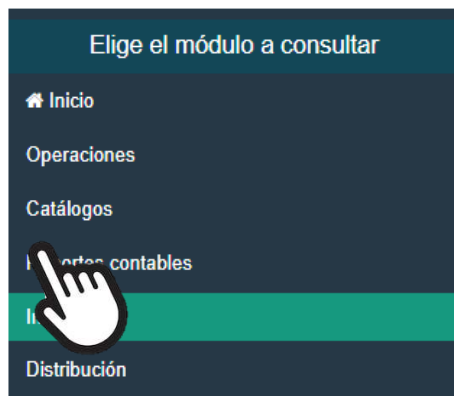 Elige el módulo a consultar
Inicio
Operaciones
Catálogos
contables
Distribución